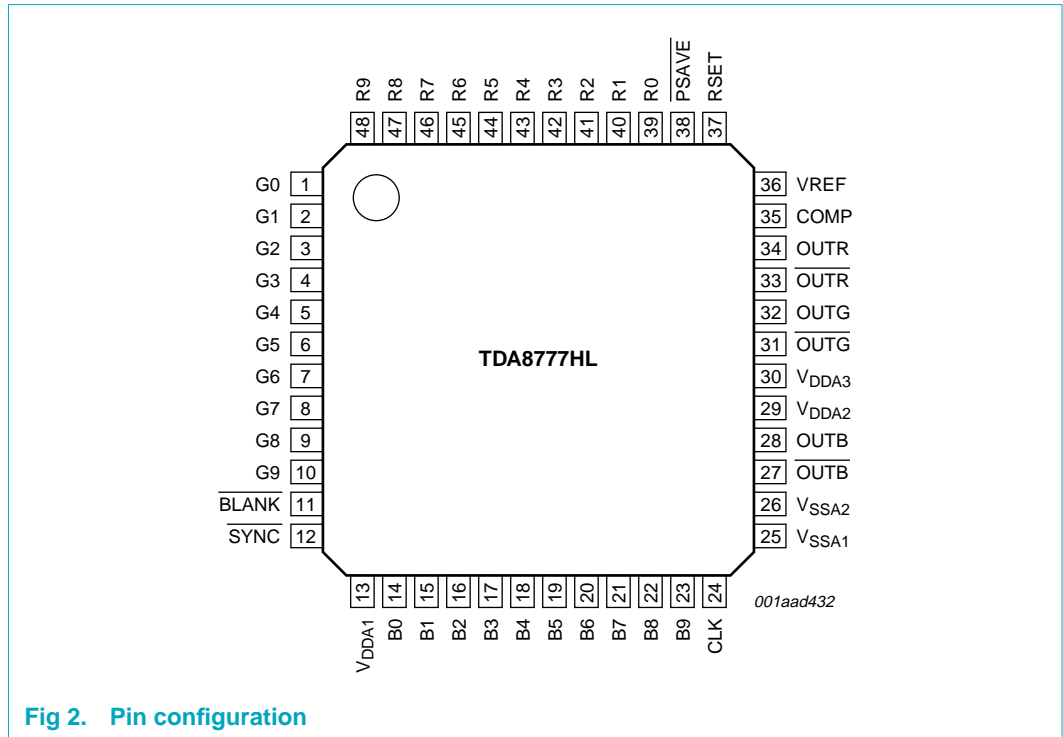 R9 R8 R7 R6 R5 R4 R3 R2 R1 R0 PSAVE RSET
48 47 46 45 44 43 42 41 40 39 38 37
G0 1
G1 2
G2 3
G3 4
G4 5
G5 6
G6 7
G7 8
G8 9
G9 10
BLANK 11
SYNC 12
TDA8777HL
36 VREF
35 COMP
34 OUTR
33 OUTR
32 OUTG
31 OUTG
30 VDDA3
29 VDDA2
28 OUTB
27 OUTB
26 VSSA2
25 VSSA1
13 14 15 16 17 18 19 20 21 22 23 24
VDDA1 B0 B1 B2 B3 B4 B5 B6 B7 B8 B9 CLK
001aad432
Fig 2. Pin configuration